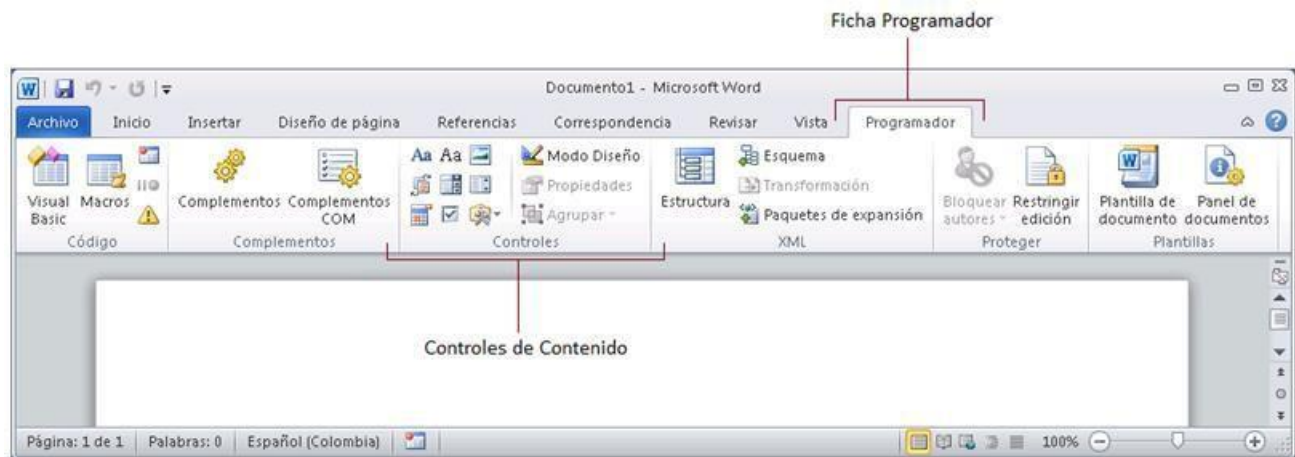 Ficha Programador
Documento1 - Microsoft Word
Archivo Inicio Insertar Diseño de página Referencias Correspondencia Revisar Vista Programador
Visual Basic
Macros
Código
Complementos
Complementos COM
Complementos
Aa Aa
Modo Diseño
Propiedades
Agrupar
Controles
Estructura
Esquema
Transformación
Paquetes de expansión
XML
Bloquear autores
Restringir edición
Proteger
Plantilla de documento
Panel de documentos
Plantillas
Controles de Contenido
Página: 1 de 1 Palabras: 0 Español (Colombia) 100%